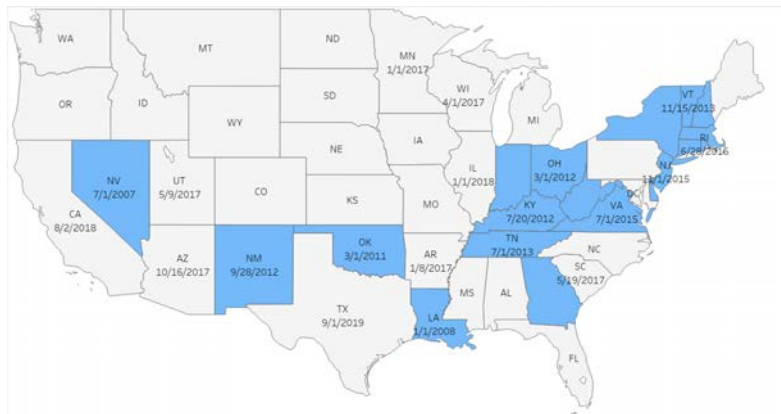 WA
MT
ND
MN
1/1/2017
OR
ID
WY
SD
WI
4/1/2017
MI
VT
11/15/2013
RI
6/28/2016
NV
7/1/2007
UT
5/9/2017
CO
NE
IA
IL
1/1/2018
OH
3/1/2012
NJ
11/1/2015
DC
CA
8/2/2018
KS
MO
KY
7/20/2012
VA
7/1/2015
AZ
10/16/2017
NM
9/28/2012
OK
3/1/2011
AR
1/8/2017
TN
7/1/2013
NC
SC
5/19/2017
TX
9/1/2019
LA
1/1/2008
MS
AL
FL